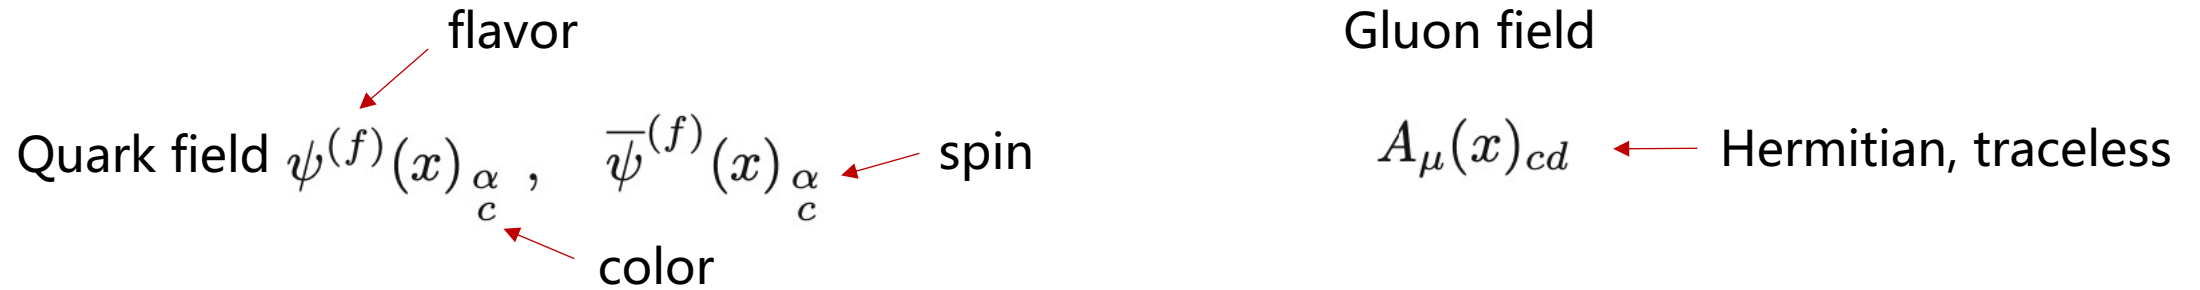 flavor
Gluon field
Quark field ψ^(f)(x)_α c , ψ̅^(f)(x)_α c
spin
A_μ(x)_cd
Hermitian, traceless
color